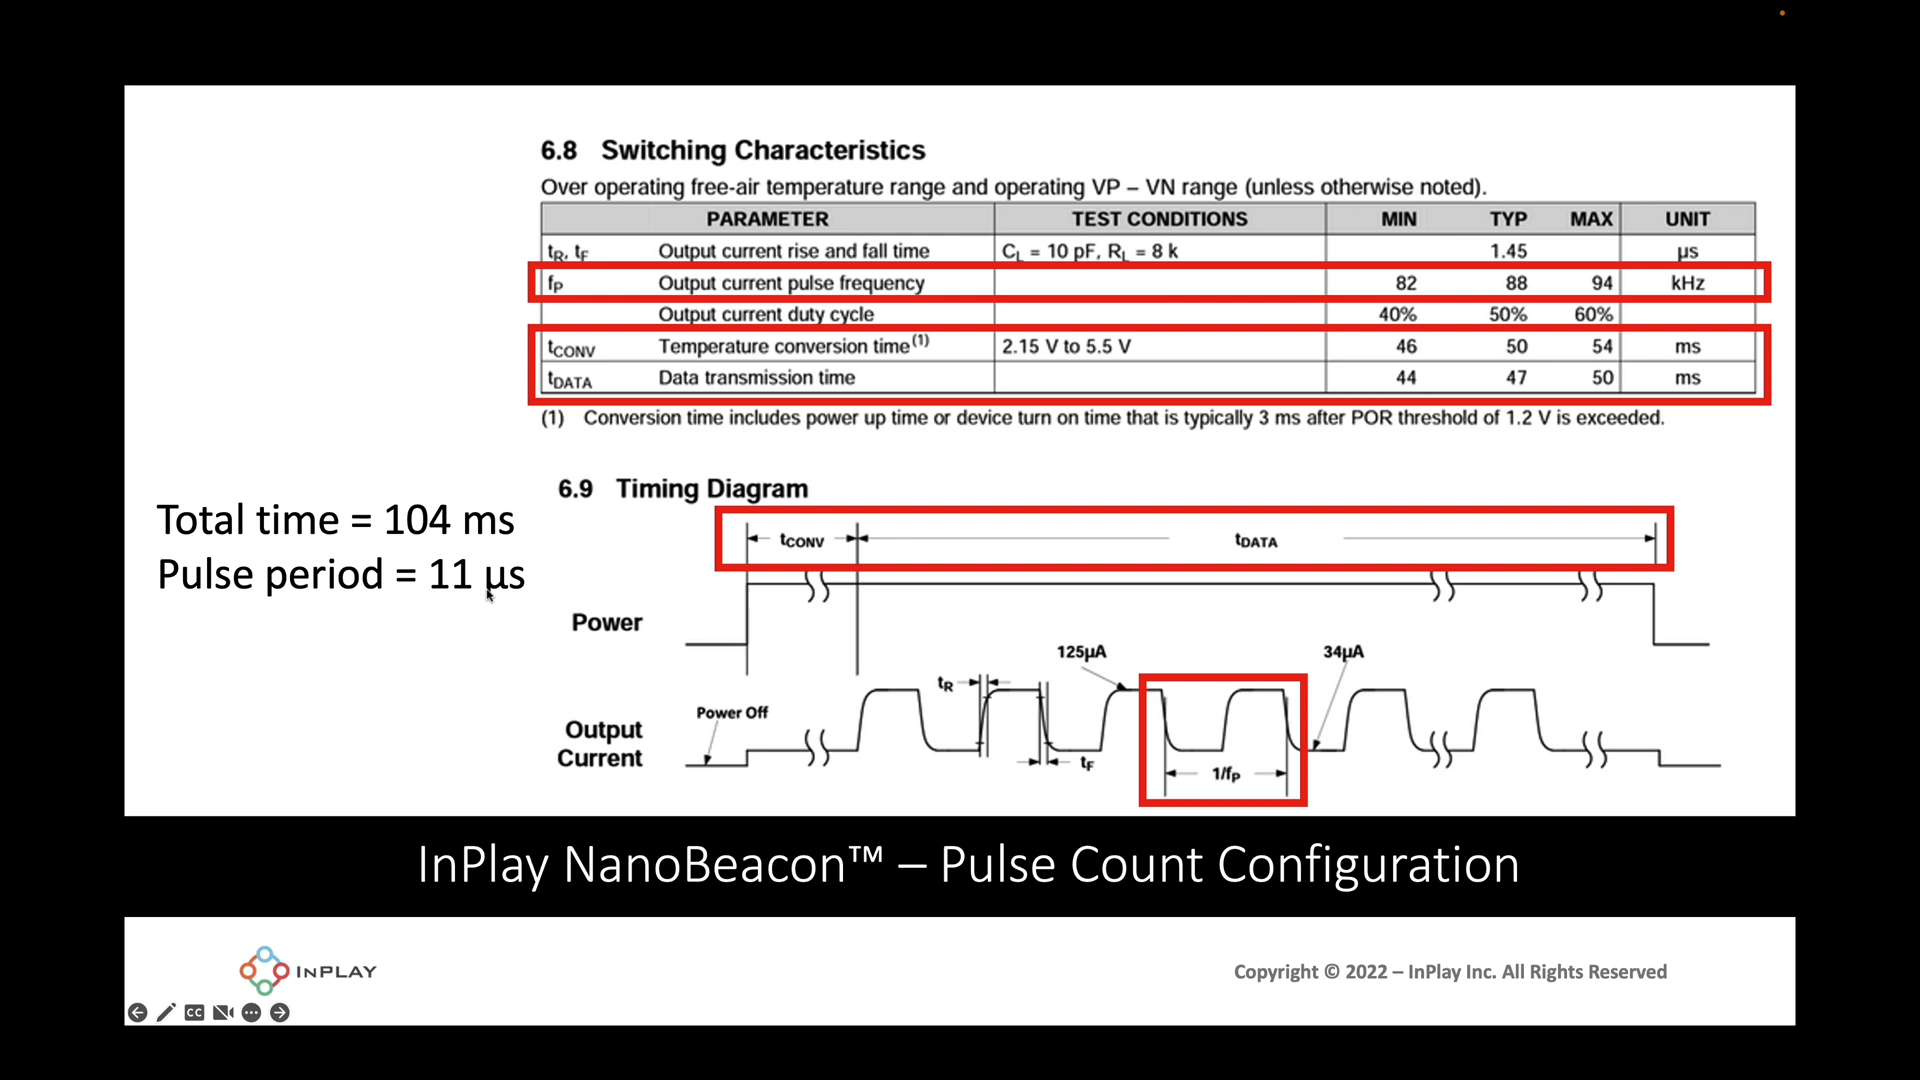 6.8 Switching Characteristics
Over operating free-air temperature range and operating VP – VN range (unless otherwise noted).
PARAMETER TEST CONDITIONS MIN TYP MAX UNIT
tR, tF Output current rise and fall time CL = 10 pF, RL = 8 k 1.45 µs
fP Output current pulse frequency 82 88 94 kHz
Output current duty cycle 40% 50% 60%
tCONV Temperature conversion time(1) 2.15 V to 5.5 V 46 50 54 ms
tDATA Data transmission time 44 47 50 ms
(1) Conversion time includes power up time or device turn on time that is typically 3 ms after POR threshold of 1.2 V is exceeded.
Total time = 104 ms
Pulse period = 11 µs
6.9 Timing Diagram
tCONV tDATA
Power
125µA 34µA
tR
Power Off
Output
Current
tF
1/fP
InPlay NanoBeacon™ – Pulse Count Configuration
INPLAY
Copyright © 2022 – InPlay Inc. All Rights Reserved
CC